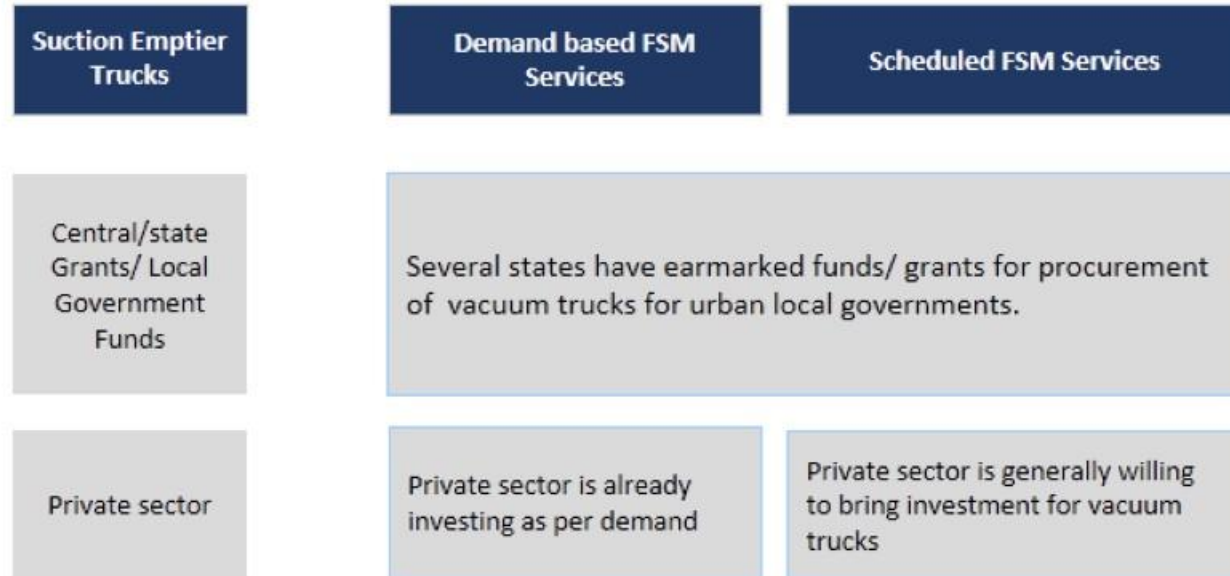 Suction Emptier
Trucks
Demand based FSM
Services
Scheduled FSM Services
Central/state
Grants/ Local
Government
Funds
Several states have earmarked funds/ grants for procurement
of vacuum trucks for urban local governments.
Private sector
Private sector is already
investing as per demand
Private sector is generally willing
to bring investment for vacuum
trucks